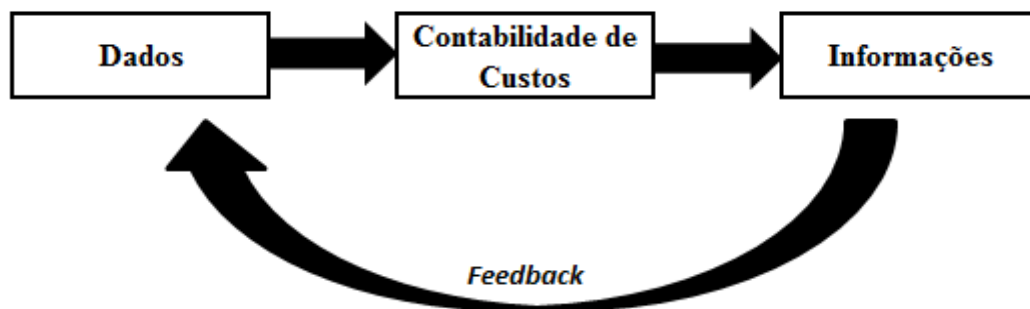 Dados
Contabilidade de
Custos
Informações
Feedback